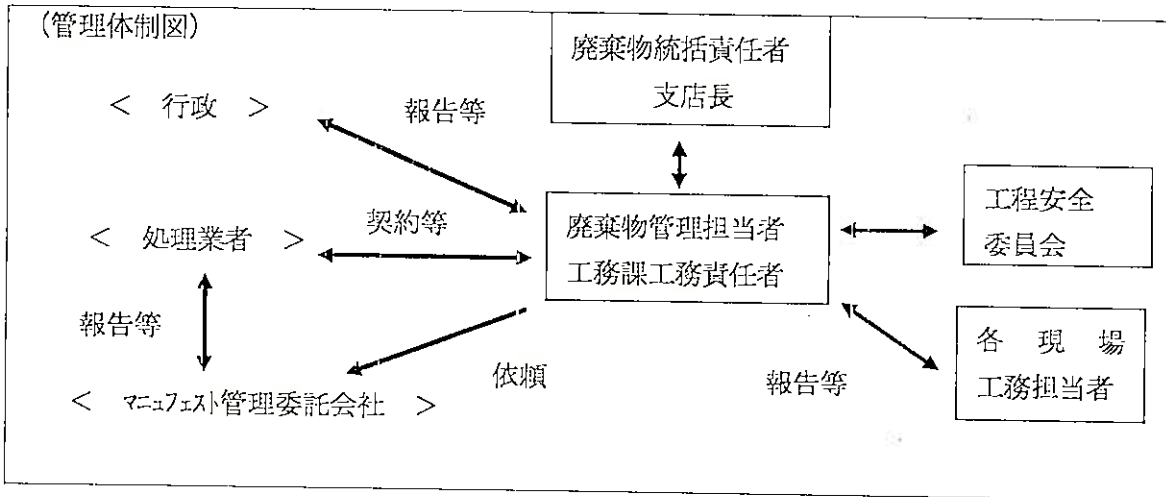 (管理体制図)
廃棄物統括責任者
支店長
< 行政 >
報告等
工程安全
委員会
< 処理業者 >
契約等
廃棄物管理担当者
工務課工務責任者
報告等
各 現 場
工務担当者
依頼
報告等
< マニュフェスト管理委託会社 >